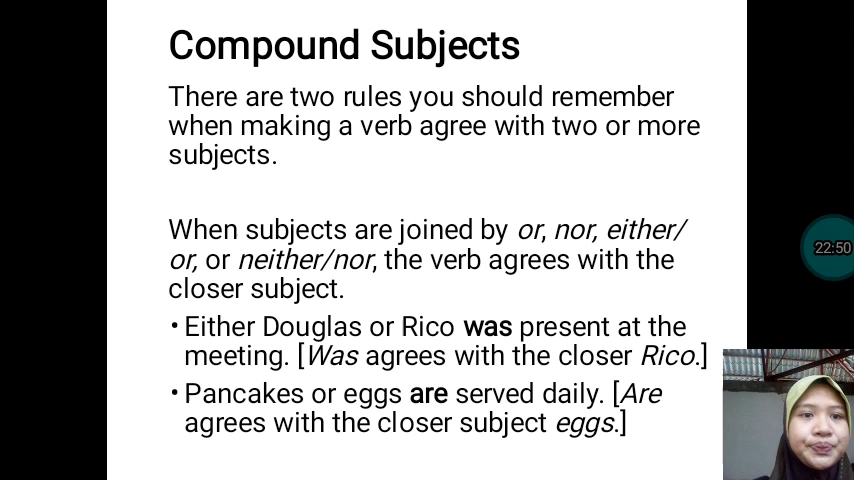 Compound Subjects
There are two rules you should remember
when making a verb agree with two or more
subjects.
When subjects are joined by or, nor, either/
or, or neither/nor, the verb agrees with the
closer subject.
• Either Douglas or Rico was present at the
meeting. [Was agrees with the closer Rico.]
• Pancakes or eggs are served daily. [Are
agrees with the closer subject eggs.]
22:50